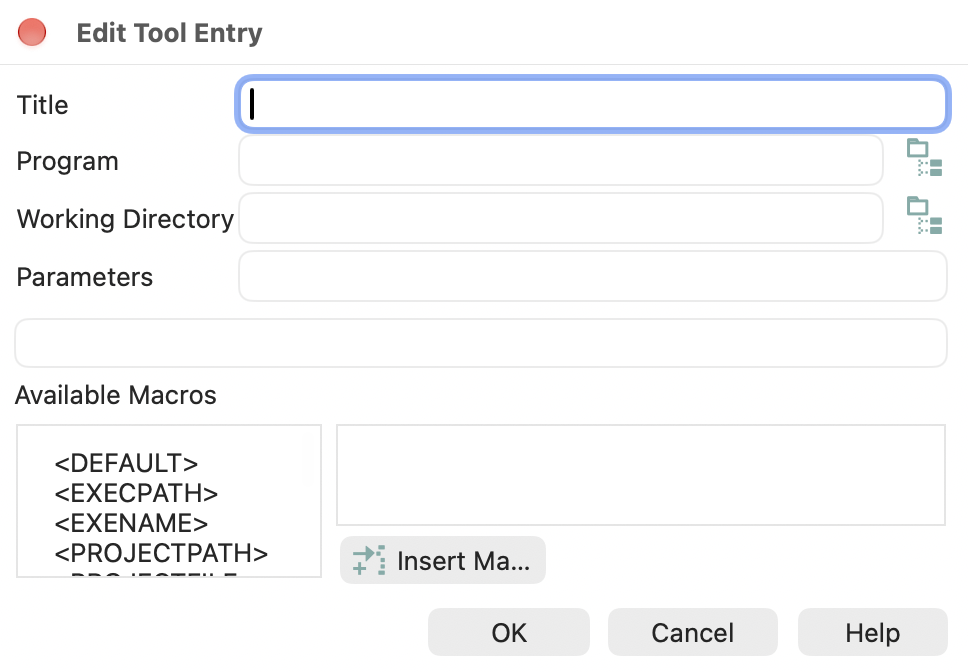 Edit Tool Entry
Title
Program
Working Directory
Parameters
Available Macros
<DEFAULT>
<EXECPATH>
<EXENAME>
<PROJECTPATH>
Insert Ma...
OK Cancel Help